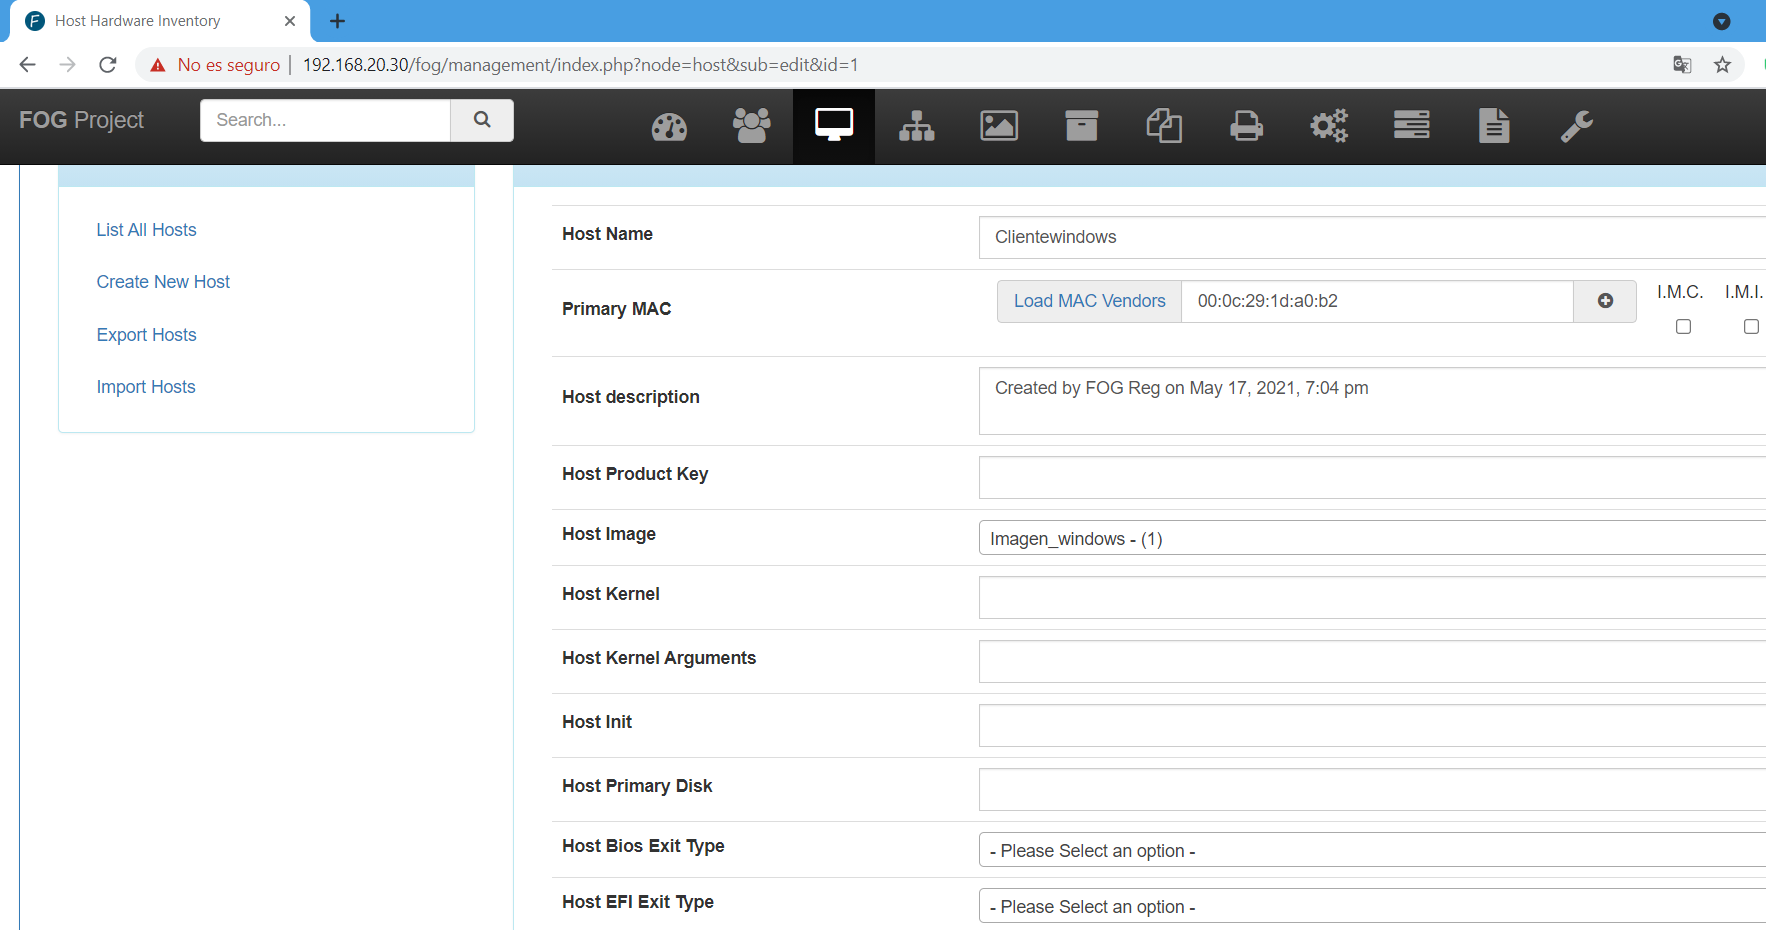 Host Hardware Inventory
No es seguro | 192.168.20.30/fog/management/index.php?node=host&sub=edit&id=1
FOG Project
Search...
List All Hosts
Create New Host
Export Hosts
Import Hosts
Host Name
Clientewindows
Primary MAC
Load MAC Vendors
00:0c:29:1d:a0:b2
I.M.C.
I.M.I.
Host description
Created by FOG Reg on May 17, 2021, 7:04 pm
Host Product Key
Host Image
Imagen_windows - (1)
Host Kernel
Host Kernel Arguments
Host Init
Host Primary Disk
Host Bios Exit Type
- Please Select an option -
Host EFI Exit Type
- Please Select an option -